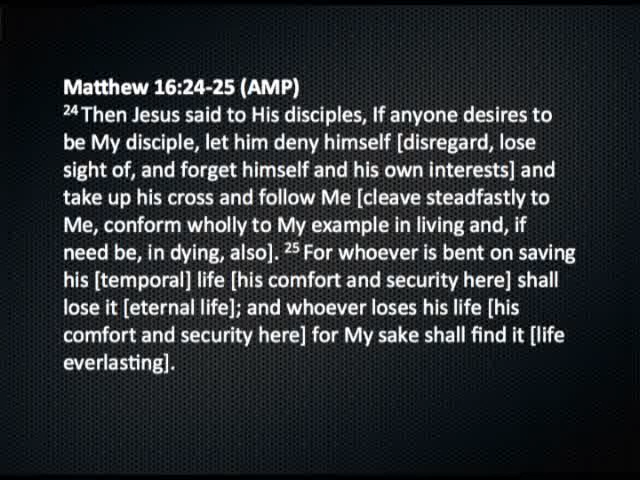 Matthew 16:24-25 (AMP)
24 Then Jesus said to His disciples, If anyone desires to
be My disciple, let him deny himself [disregard, lose
sight of, and forget himself and his own interests] and
take up his cross and follow Me [cleave steadfastly to
Me, conform wholly to My example in living and, if
need be, in dying, also]. 25 For whoever is bent on saving
his [temporal] life [his comfort and security here] shall
lose it [eternal life]; and whoever loses his life [his
comfort and security here] for My sake shall find it [life
everlasting].